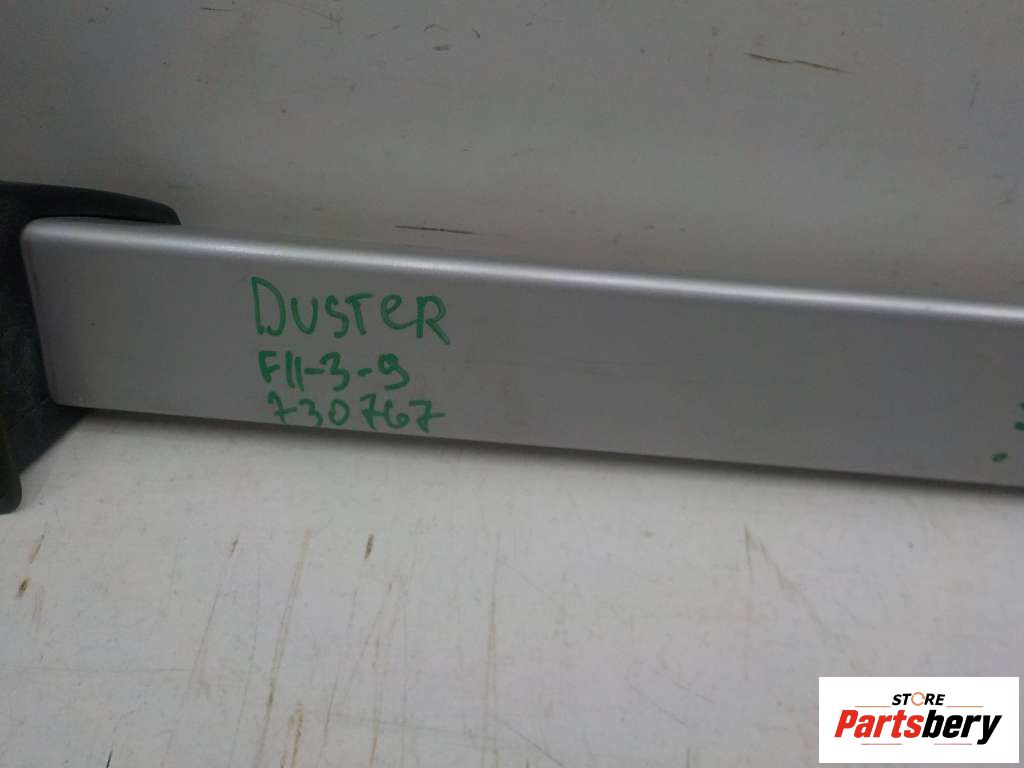 DUSTeR
F11-3-9
730767
STORE
Partsbery